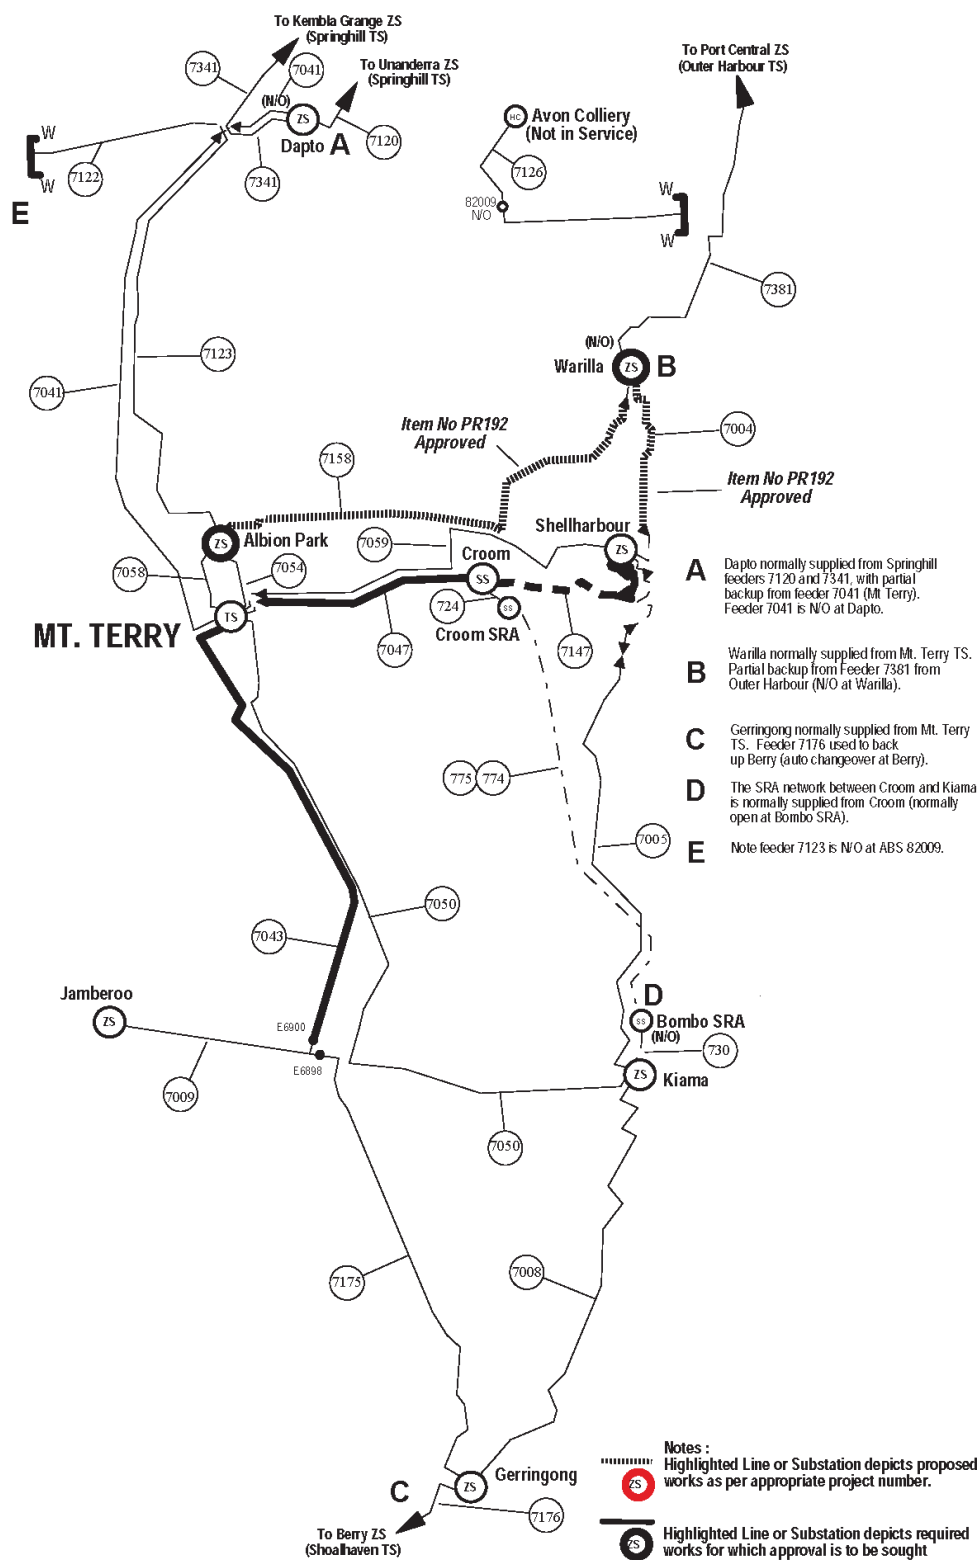 To Kembla Grange ZS
(Springhill TS)
To Unanderra ZS
(Springhill TS)
To Port Central ZS
(Outer Harbour TS)
7341
7041
(N/O)
ZS
Dapto
A
7120
7341
W
W
7122
E
HC
Avon Colliery
(Not in Service)
7126
82009
N/O
W
W
7381
7123
7041
(N/O)
Warilla
ZS
B
Item No PR192
Approved
7004
7158
Item No PR192
Approved
Shellharbour
ZS
ZS
Albion Park
7059
Croom
SS
7058
7054
724
SS
Croom SRA
TS
MT. TERRY
7047
7147
A
Dapto normally supplied from Springhill
feeders 7120 and 7341, with partial
backup from feeder 7041 (Mt Terry).
Feeder 7041 is N/O at Dapto.
B
Warilla normally supplied from Mt. Terry TS.
Partial backup from Feeder 7381 from
Outer Harbour (N/O at Warilla).
C
Gerringong normally supplied from Mt. Terry
TS. Feeder 7176 used to back
up Berry (auto changeover at Berry).
D
The SRA network between Croom and Kiama
is normally supplied from Croom (normally
open at Bombo SRA).
E
Note feeder 7123 is N/O at ABS 82009.
775
774
7005
7050
7043
Jamberoo
ZS
E6900
E6898
7009
D
SS
Bombo SRA
(N/O)
730
ZS
Kiama
7050
7175
7008
Gerringong
ZS
C
7176
To Berry ZS
(Shoalhaven TS)
Notes :
Highlighted Line or Substation depicts proposed
works as per appropriate project number.
ZS
Highlighted Line or Substation depicts required
works for which approval is to be sought
ZS